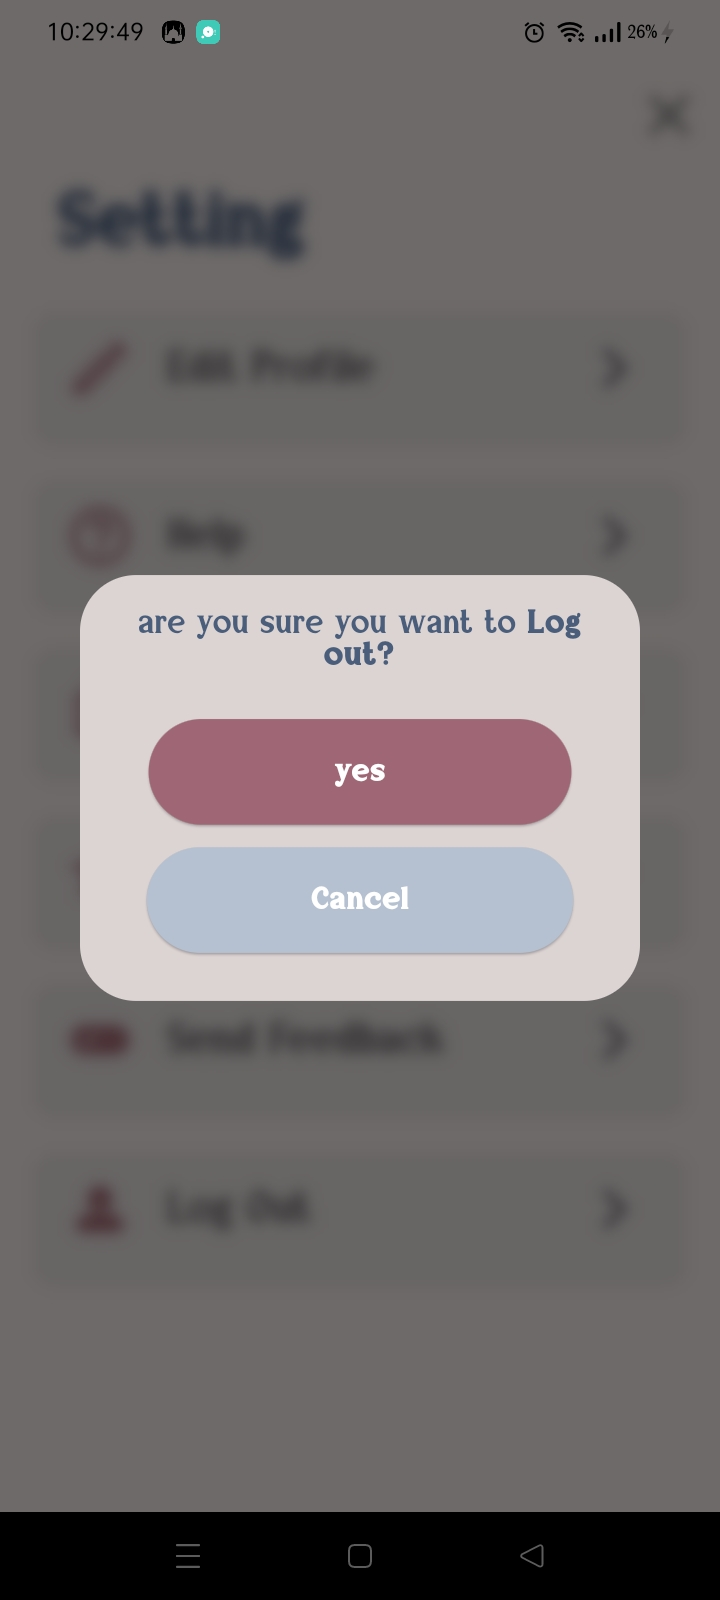 10:29:49
26%
Setting
Edit Profile
Help
are you sure you want to Log
out?
yes
Cancel
Send Feedback
Log Out